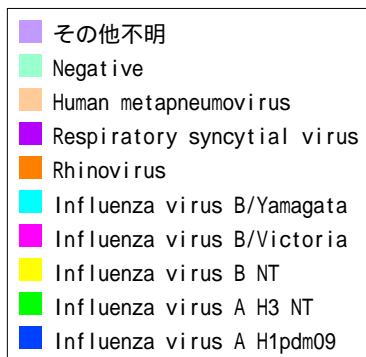 その他不明
Negative
Human metapneumovirus
Respiratory syncytial virus
Rhinovirus
Influenza virus B/Yamagata
Influenza virus B/Victoria
Influenza virus B NT
Influenza virus A H3 NT
Influenza virus A H1pdm09